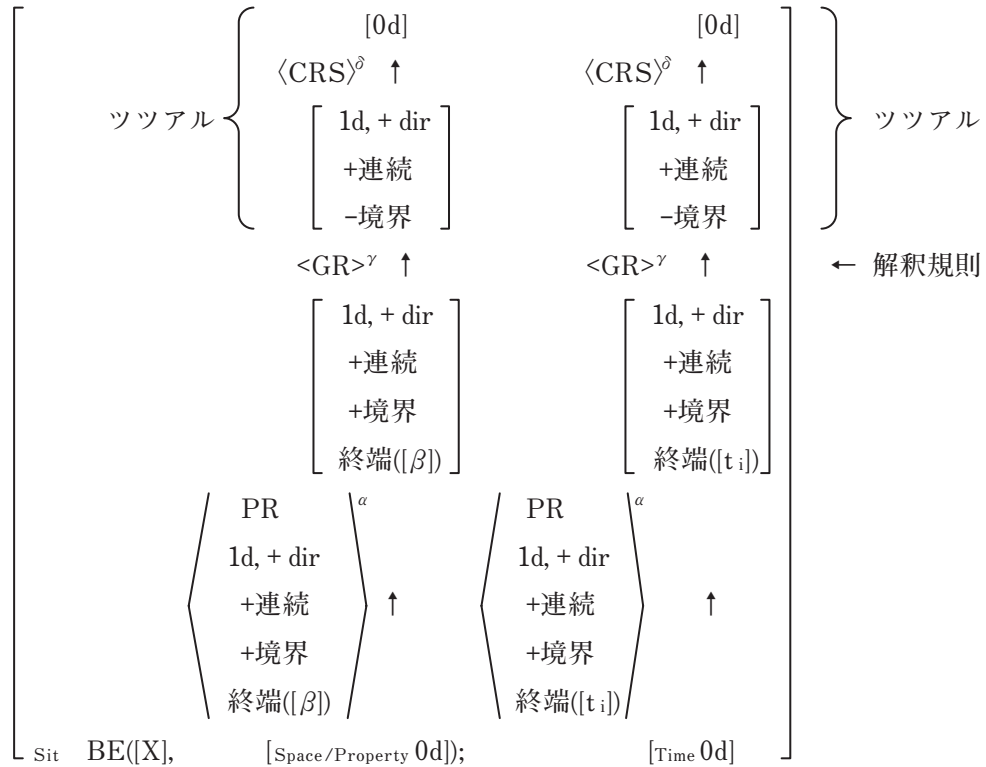 [0d] [0d]
〈CRS〉δ ↑ 〈CRS〉δ ↑
ツツアル 1d, + dir 1d, + dir ツツアル
+連続 +連続
−境界 −境界
<GR>γ ↑ <GR>γ ↑ ← 解釈規則
1d, + dir 1d, + dir
+連続 +連続
+境界 +境界
終端([β]) 終端([t i])
PR α PR α
1d, + dir 1d, + dir
+連続 ↑ +連続 ↑
+境界 +境界
終端([β]) 終端([t i])
Sit BE([X], [Space/Property 0d]); [Time 0d]